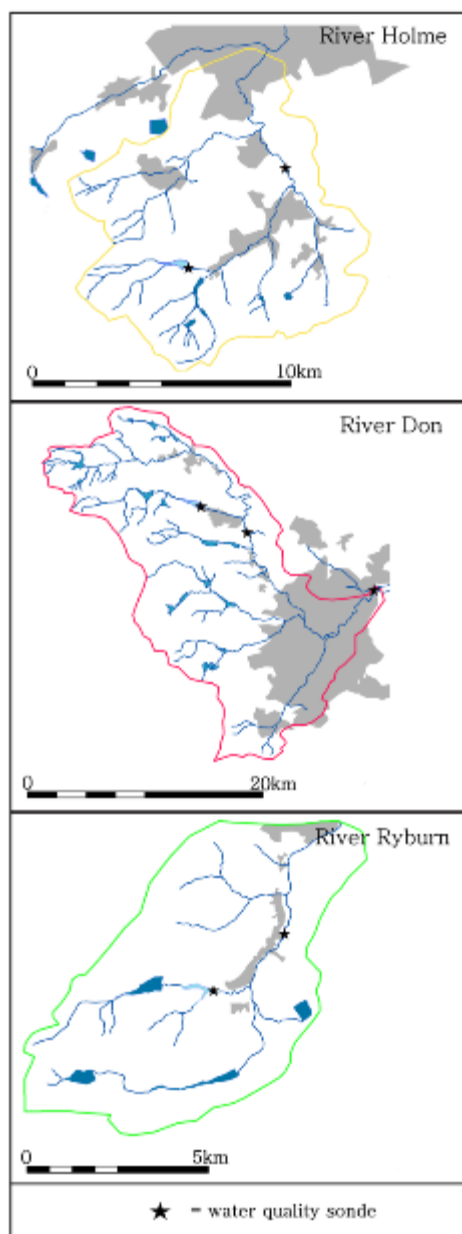 River Holme
0 10km
River Don
0 20km
River Ryburn
0 5km
★ = water quality sonde